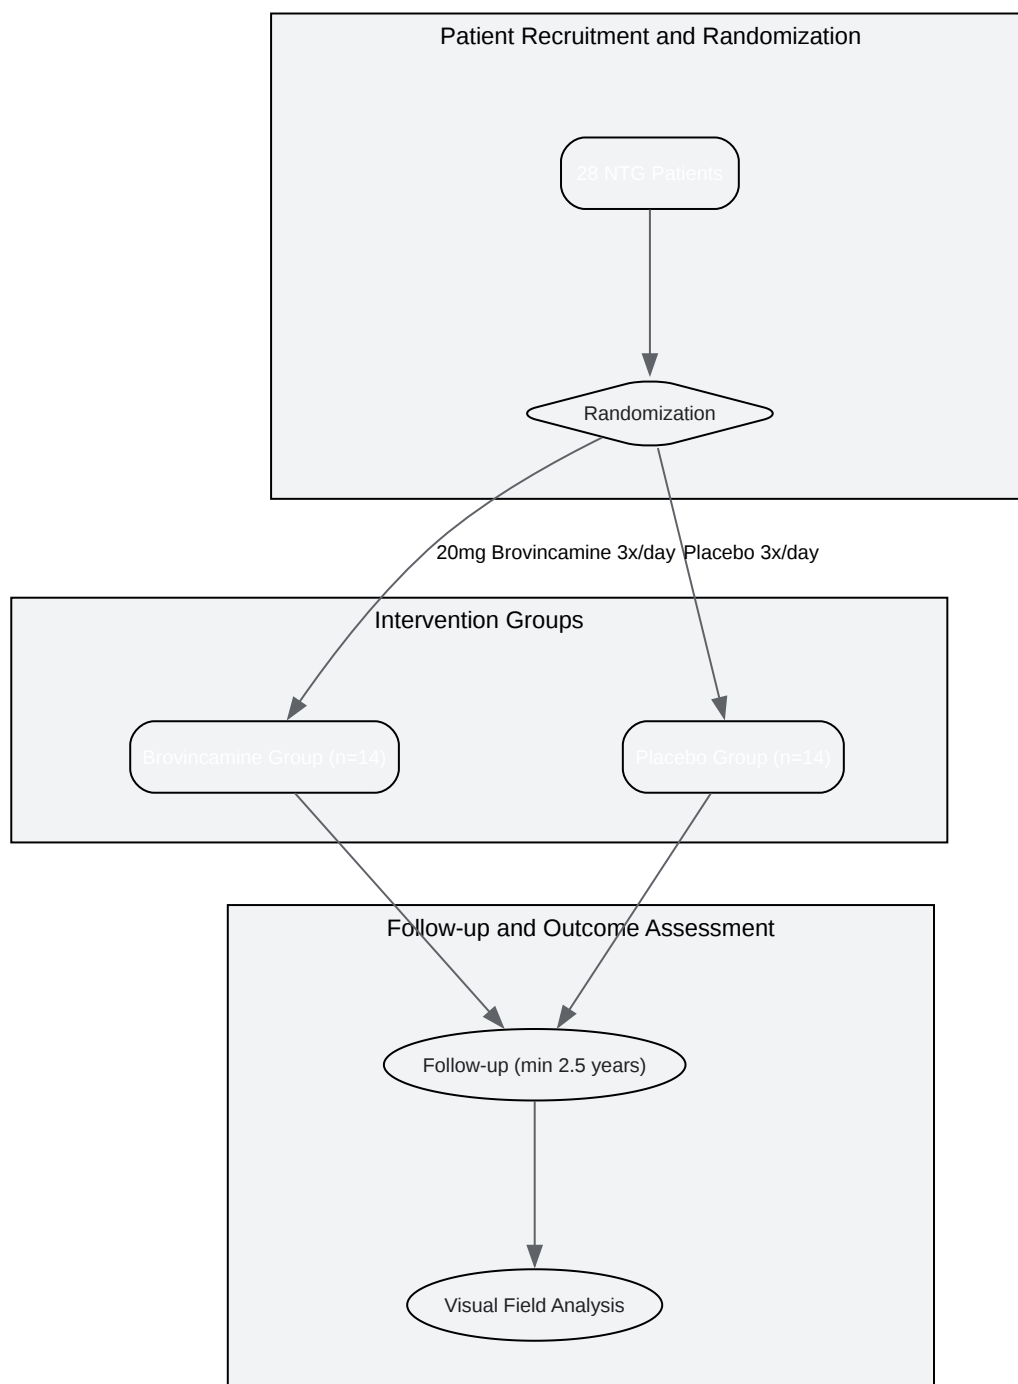 Patient Recruitment and Randomization
28 NTG Patients
Randomization
20mg Brovincamine 3x/day
Placebo 3x/day
Intervention Groups
Brovincamine Group (n=14)
Placebo Group (n=14)
Follow-up and Outcome Assessment
Follow-up (min 2.5 years)
Visual Field Analysis